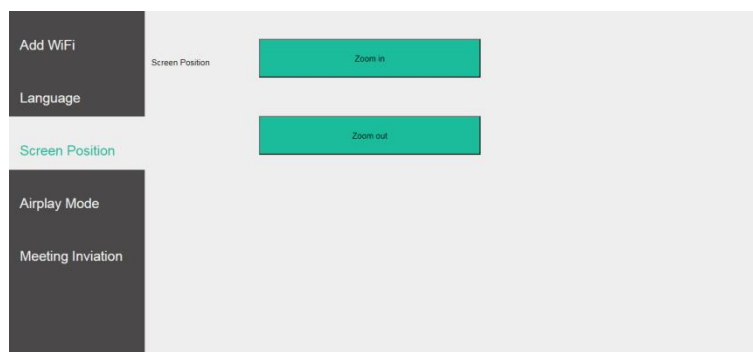 Add WiFi
Language
Screen Position
Airplay Mode
Meeting Inviation
Screen Position
Zoom in
Zoom out